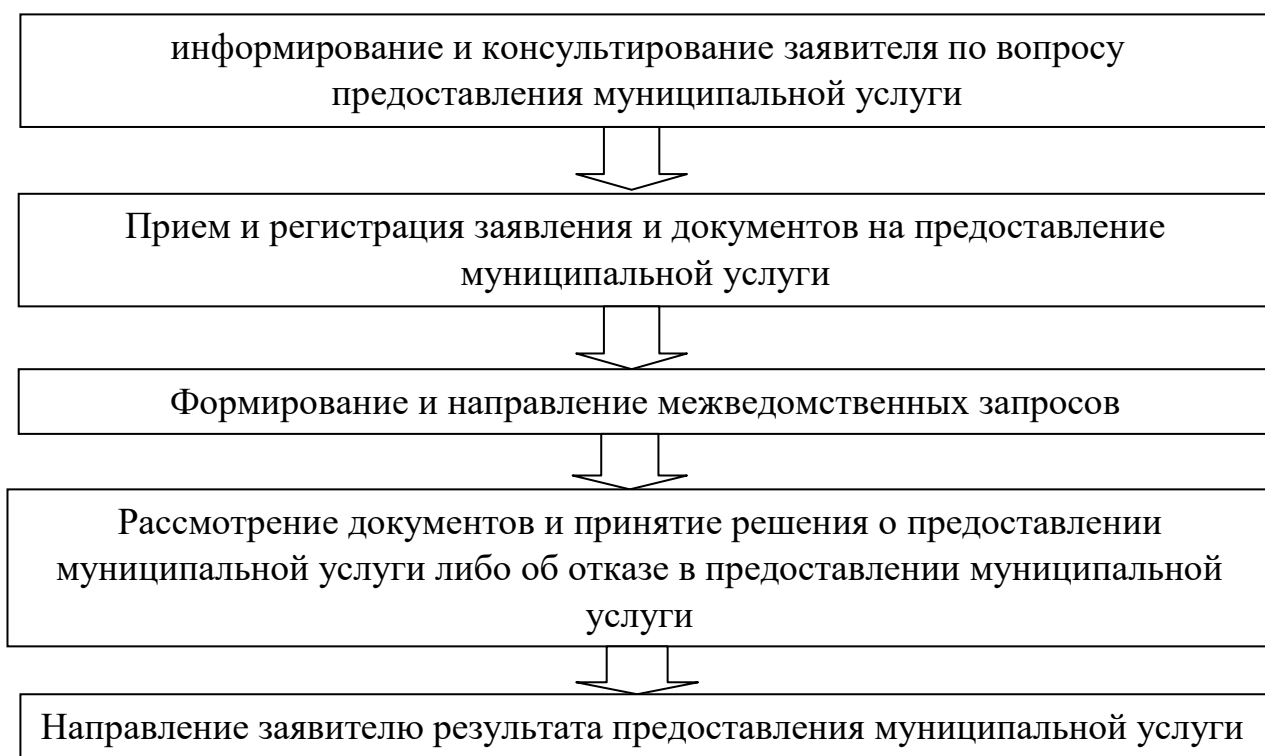 информирование и консультирование заявителя по вопросу
предоставления муниципальной услуги
Прием и регистрация заявления и документов на предоставление
муниципальной услуги
Формирование и направление межведомственных запросов
Рассмотрение документов и принятие решения о предоставлении
муниципальной услуги либо об отказе в предоставлении муниципальной
услуги
Направление заявителю результата предоставления муниципальной услуги